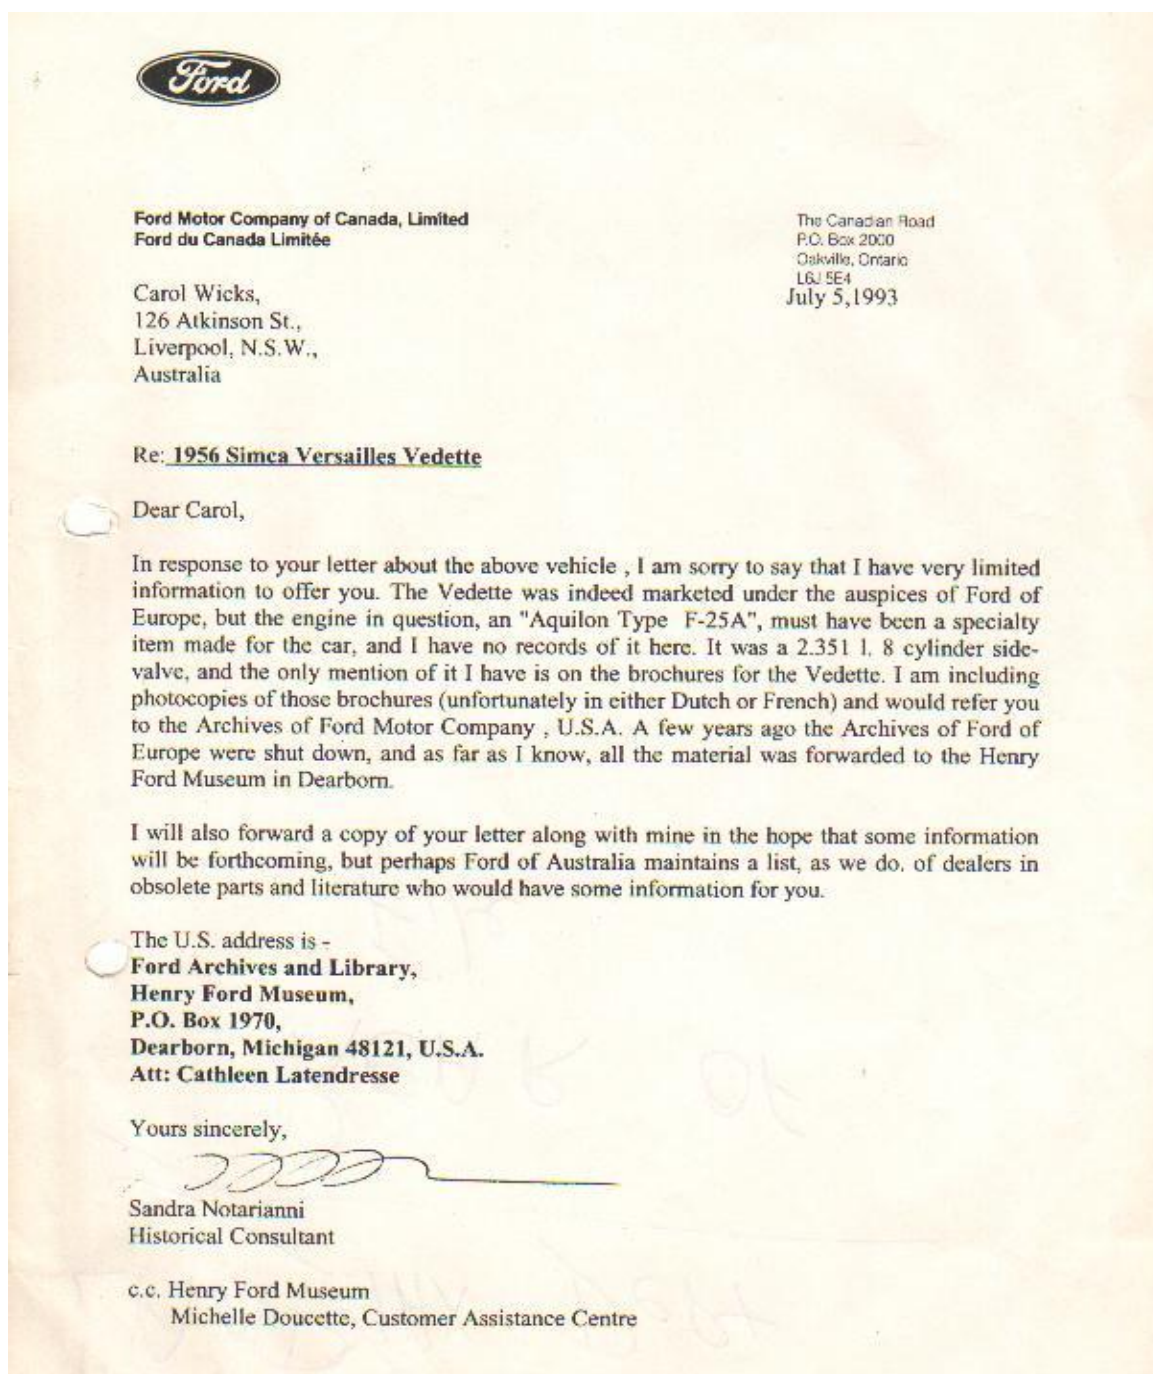 Ford
Ford Motor Company of Canada, Limited
Ford du Canada Limitée
The Canadian Road
P.O. Box 2000
Oakville, Ontario
L6J 5E4
July 5,1993
Carol Wicks,
126 Atkinson St.,
Liverpool, N.S.W.,
Australia
Re: 1956 Simca Versailles Vedette
Dear Carol,
In response to your letter about the above vehicle , I am sorry to say that I have very limited
information to offer you. The Vedette was indeed marketed under the auspices of Ford of
Europe, but the engine in question, an "Aquilon Type F-25A", must have been a specialty
item made for the car, and I have no records of it here. It was a 2.351 l. 8 cylinder side-
valve, and the only mention of it I have is on the brochures for the Vedette. I am including
photocopies of those brochures (unfortunately in either Dutch or French) and would refer you
to the Archives of Ford Motor Company , U.S.A. A few years ago the Archives of Ford of
Europe were shut down, and as far as I know, all the material was forwarded to the Henry
Ford Museum in Dearborn.
I will also forward a copy of your letter along with mine in the hope that some information
will be forthcoming, but perhaps Ford of Australia maintains a list, as we do, of dealers in
obsolete parts and literature who would have some information for you.
The U.S. address is -
Ford Archives and Library,
Henry Ford Museum,
P.O. Box 1970,
Dearborn, Michigan 48121, U.S.A.
Att: Cathleen Latendresse
Yours sincerely,
Sandra Notarianni
Historical Consultant
c.c. Henry Ford Museum
Michelle Doucette, Customer Assistance Centre